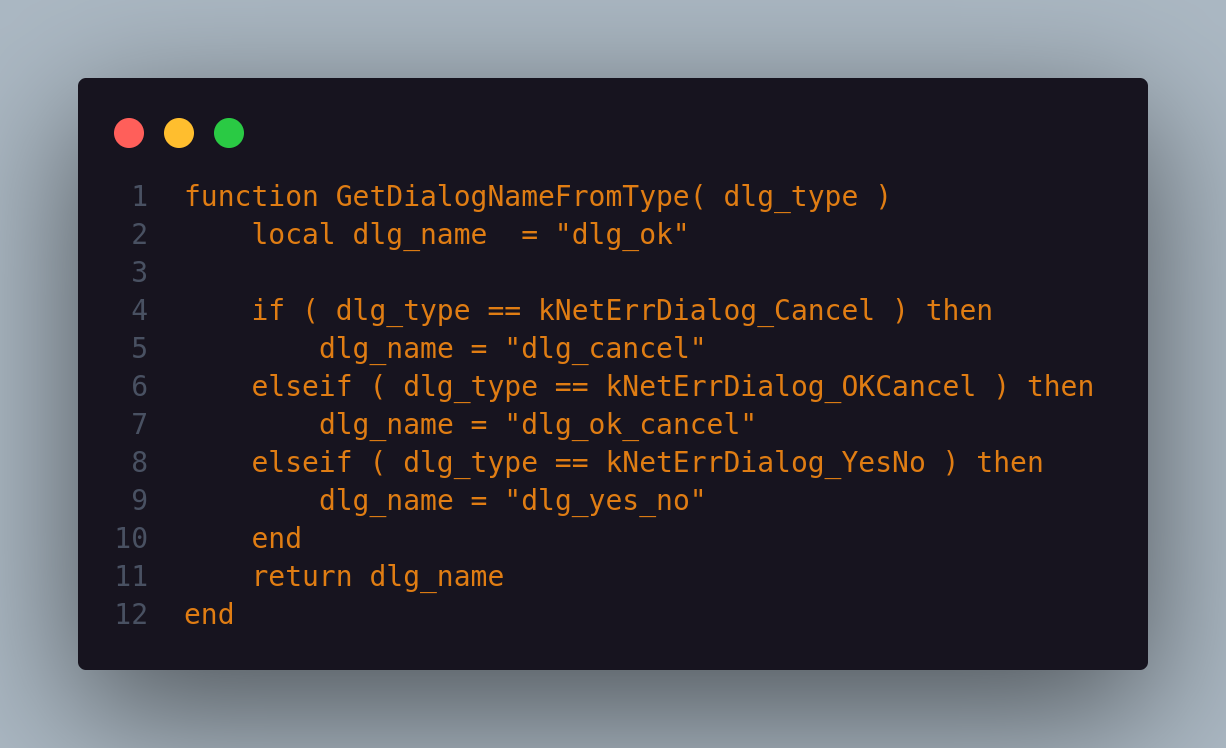 1 function GetDialogNameFromType( dlg_type )
2     local dlg_name  = "dlg_ok"
3
4     if ( dlg_type == kNetErrDialog_Cancel ) then
5         dlg_name = "dlg_cancel"
6     elseif ( dlg_type == kNetErrDialog_OKCancel ) then
7         dlg_name = "dlg_ok_cancel"
8     elseif ( dlg_type == kNetErrDialog_YesNo ) then
9         dlg_name = "dlg_yes_no"
10     end
11     return dlg_name
12 end